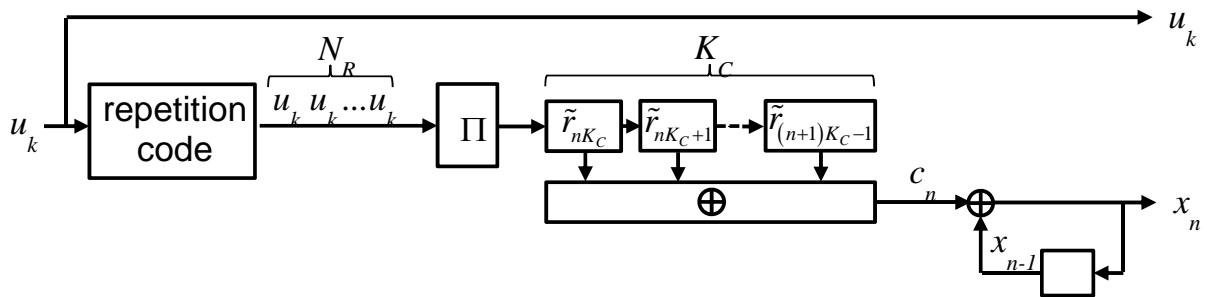 u_k
N_R
K_C
u_k
repetition code
u_k u_k ... u_k
Π
r̃_{nK_C}
r̃_{nK_C+1}
r̃_{(n+1)K_C-1}
⊕
c_n
⊕
x_n
x_{n-1}